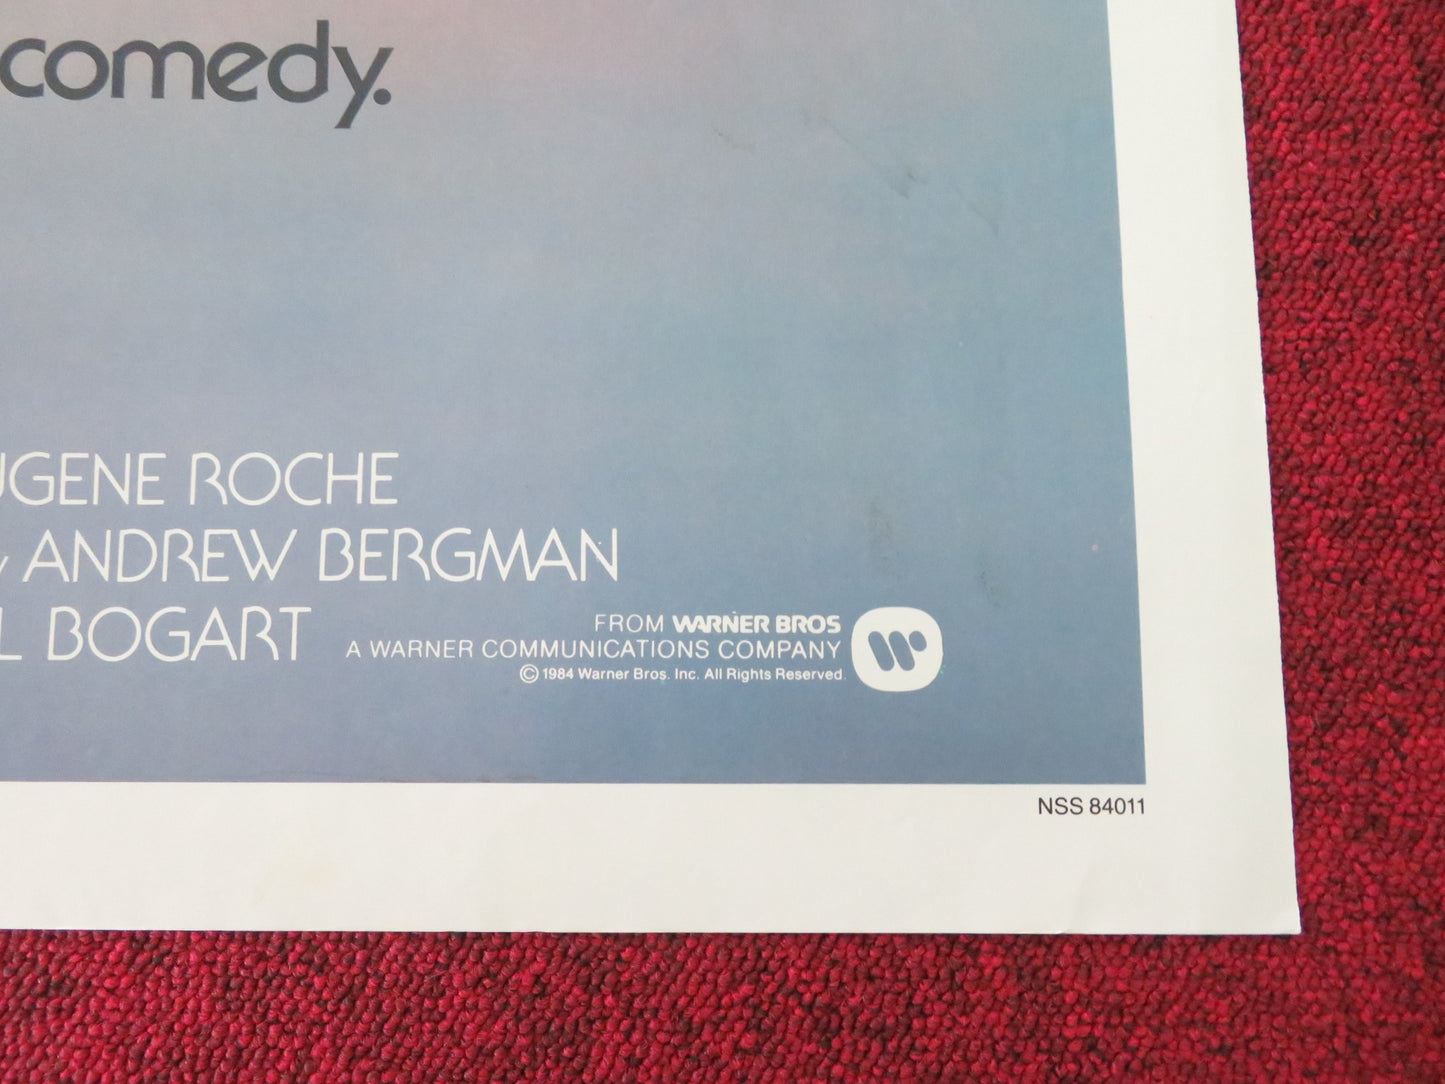 comedy.
UGENE ROCHE
ANDREW BERGMAN
L BOGART
FROM WARNER BROS
A WARNER COMMUNICATIONS COMPANY
© 1984 Warner Bros. Inc. All Rights Reserved.
NSS 84011